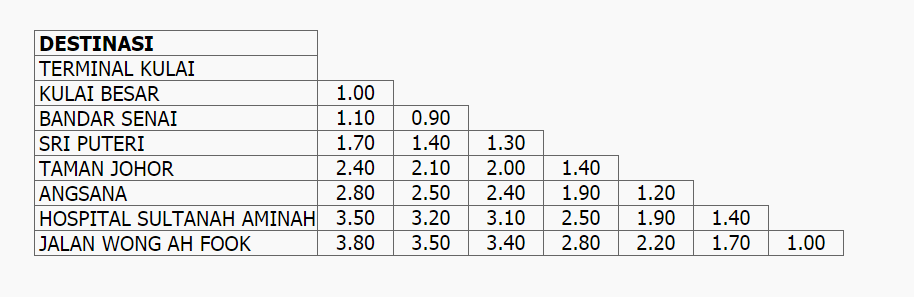 DESTINASI
TERMINAL KULAI
KULAI BESAR 1.00
BANDAR SENAI 1.10 0.90
SRI PUTERI 1.70 1.40 1.30
TAMAN JOHOR 2.40 2.10 2.00 1.40
ANGSANA 2.80 2.50 2.40 1.90 1.20
HOSPITAL SULTANAH AMINAH 3.50 3.20 3.10 2.50 1.90 1.40
JALAN WONG AH FOOK 3.80 3.50 3.40 2.80 2.20 1.70 1.00